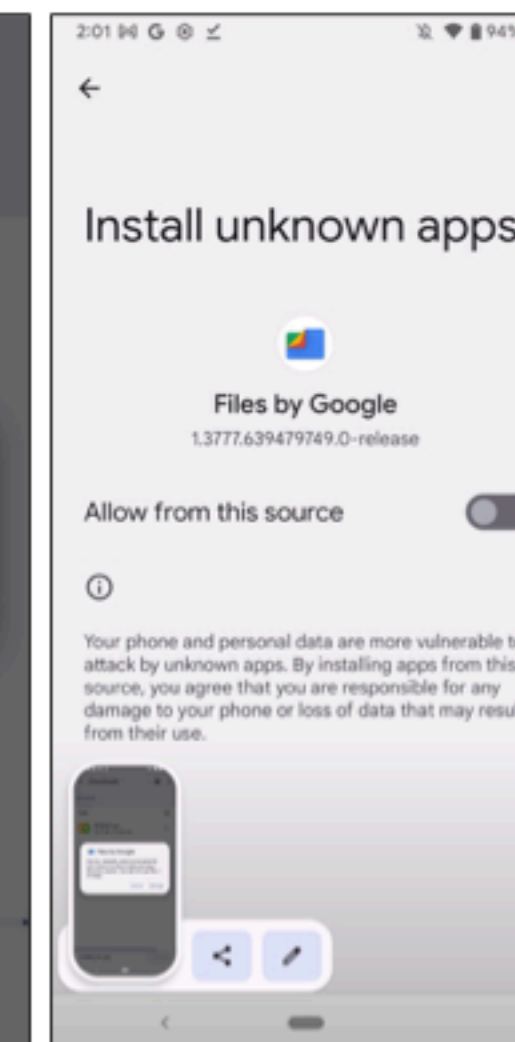 2:01 G 94%
Install unknown apps
Files by Google
1.3777.639479749.0-release
Allow from this source
Your phone and personal data are more vulnerable to
attack by unknown apps. By installing apps from this
source, you agree that you are responsible for any
damage to your phone or loss of data that may resul
from their use.